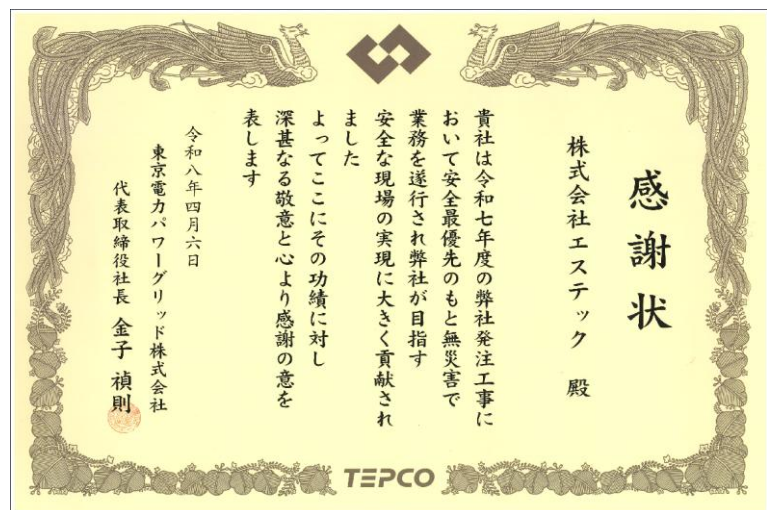 感謝状
株式会社エステック 殿
貴社は令和七年度の弊社発注工事に
おいて安全最優先のもと無災害で
業務を遂行され弊社が目指す
安全な現場の実現に大きく貢献され
ました
よってここにその功績に対し
深甚なる敬意と心より感謝の意を
表します
令和八年四月六日
東京電力パワーグリッド株式会社
代表取締役社長 金子 禎則
TEPCO